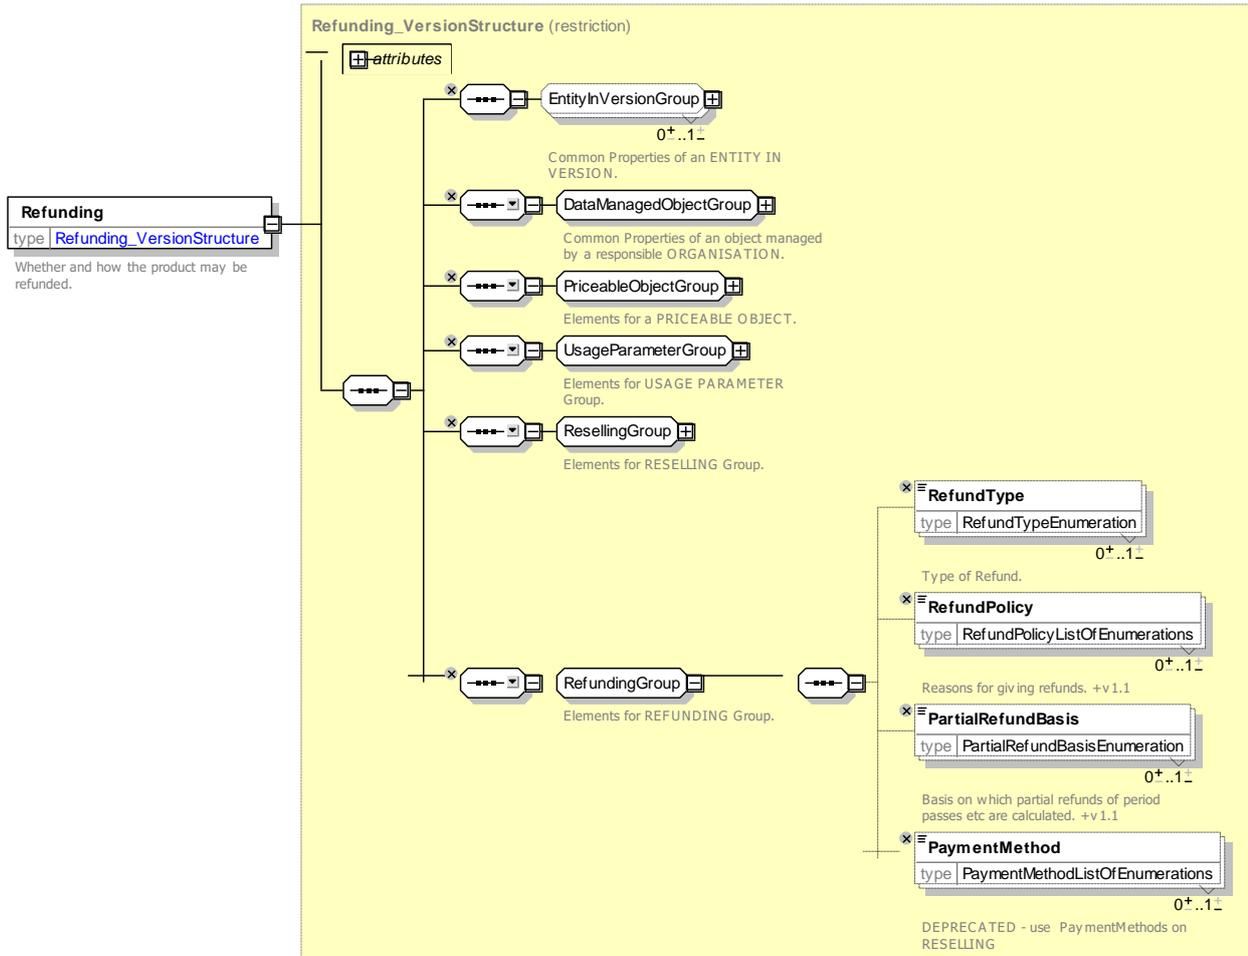 Refunding_VersionStructure (restriction)
attributes
EntityInVersionGroup
0..1
Common Properties of an ENTITY IN
VERSION.
Refunding
type Refunding_VersionStructure
Whether and how the product may be
refunded.
DataManagedObjectGroup
Common Properties of an object managed
by a responsible ORGANISATION.
PriceableObjectGroup
Elements for a PRICEABLE OBJECT.
UsageParameterGroup
Elements for USAGE PARAMETER
Group.
ResellingGroup
Elements for RESELLING Group.
RefundingGroup
Elements for REFUNDING Group.
RefundType
type RefundTypeEnumeration
0..1
Type of Refund.
RefundPolicy
type RefundPolicyListOfEnumerations
0..1
Reasons for giving refunds. +v1.1
PartialRefundBasis
type PartialRefundBasisEnumeration
0..1
Basis on which partial refunds of period
passes etc are calculated. +v1.1
PaymentMethod
type PaymentMethodListOfEnumerations
0..1
DEPRECATED - use PaymentMethods on
RESELLING